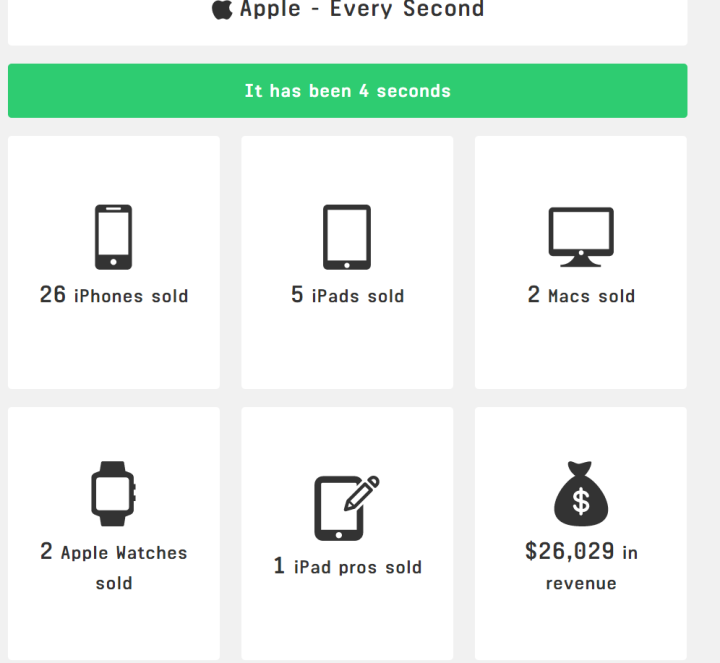 Apple - Every Second
It has been 4 seconds
26 iPhones sold
5 iPads sold
2 Macs sold
2 Apple Watches
sold
1 iPad pros sold
$
$26,029 in
revenue